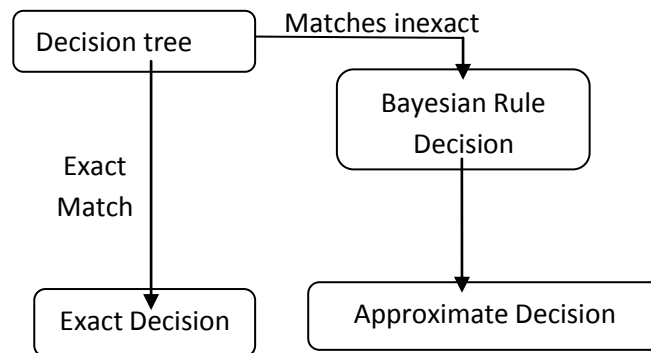 Matches inexact
Decision tree
Bayesian Rule
Decision
Exact
Match
Exact Decision
Approximate Decision